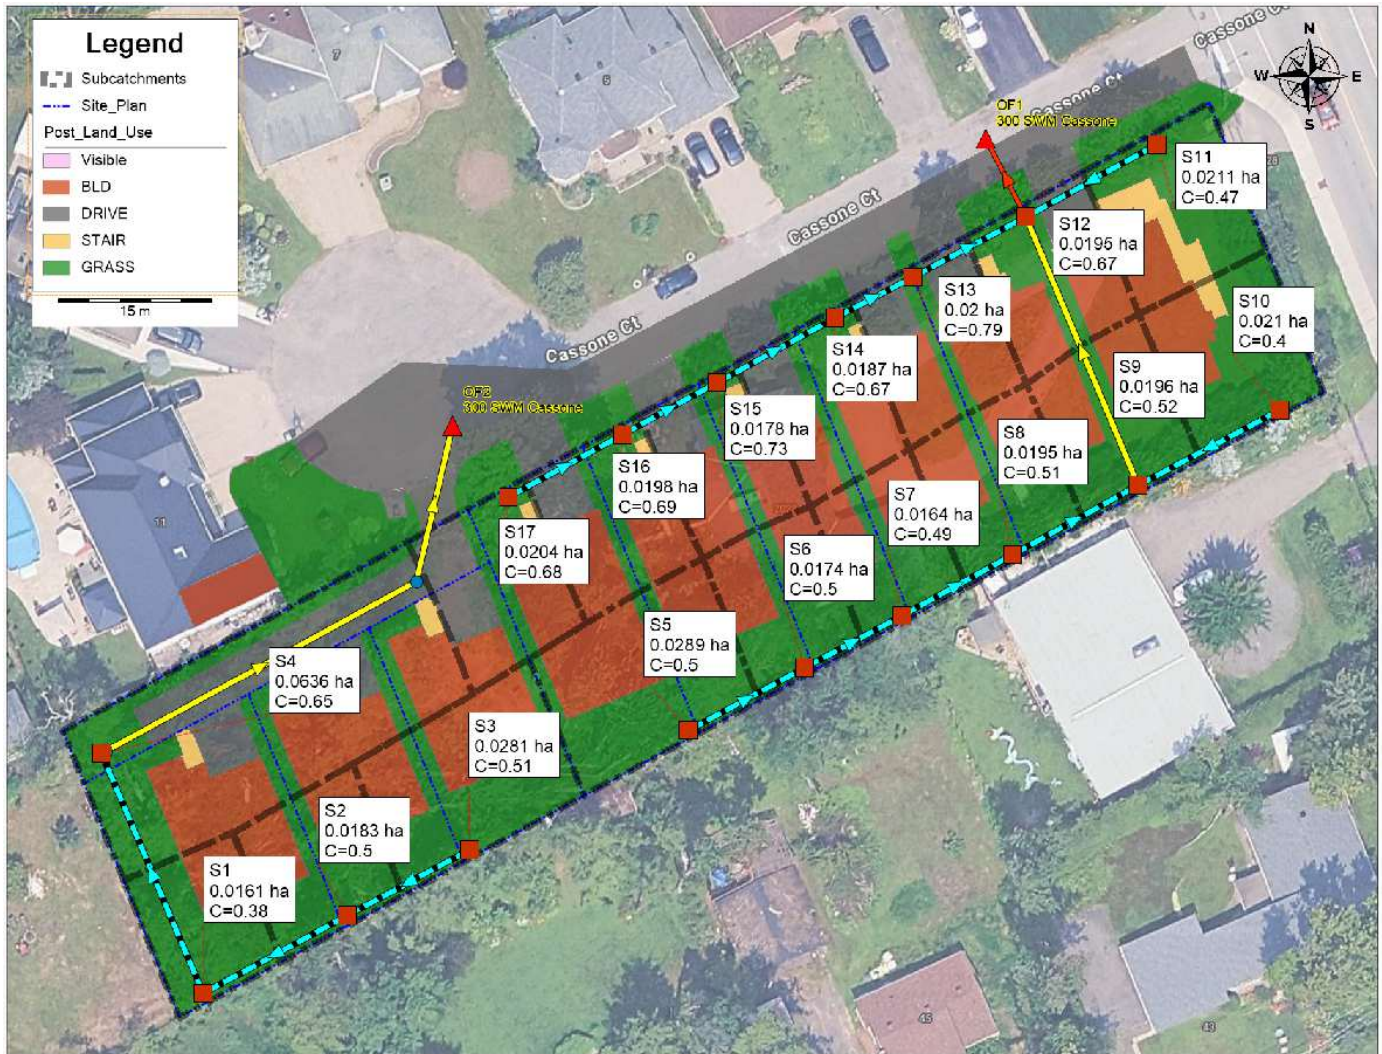 Legend
Subcatchments
Site_Plan
Post_Land_Use
Visible
BLD
DRIVE
STAIR
GRASS
15 m
N
W
E
S
7
9
Cassone Ct
Cassone Ct
OF1
300 SWM Cassone
Cassone Ct
Cassone Ct
OF2
300 SWM Cassone
11
S11
0.0211 ha
C=0.47
S12
0.0195 ha
C=0.67
S13
0.02 ha
C=0.79
S10
0.021 ha
C=0.4
S14
0.0187 ha
C=0.67
S9
0.0196 ha
C=0.52
S15
0.0178 ha
C=0.73
S8
0.0195 ha
C=0.51
S16
0.0198 ha
C=0.69
S7
0.0164 ha
C=0.49
S17
0.0204 ha
C=0.68
S6
0.0174 ha
C=0.5
S5
0.0289 ha
C=0.5
S4
0.0636 ha
C=0.65
S3
0.0281 ha
C=0.51
S2
0.0183 ha
C=0.5
S1
0.0161 ha
C=0.38
45
43